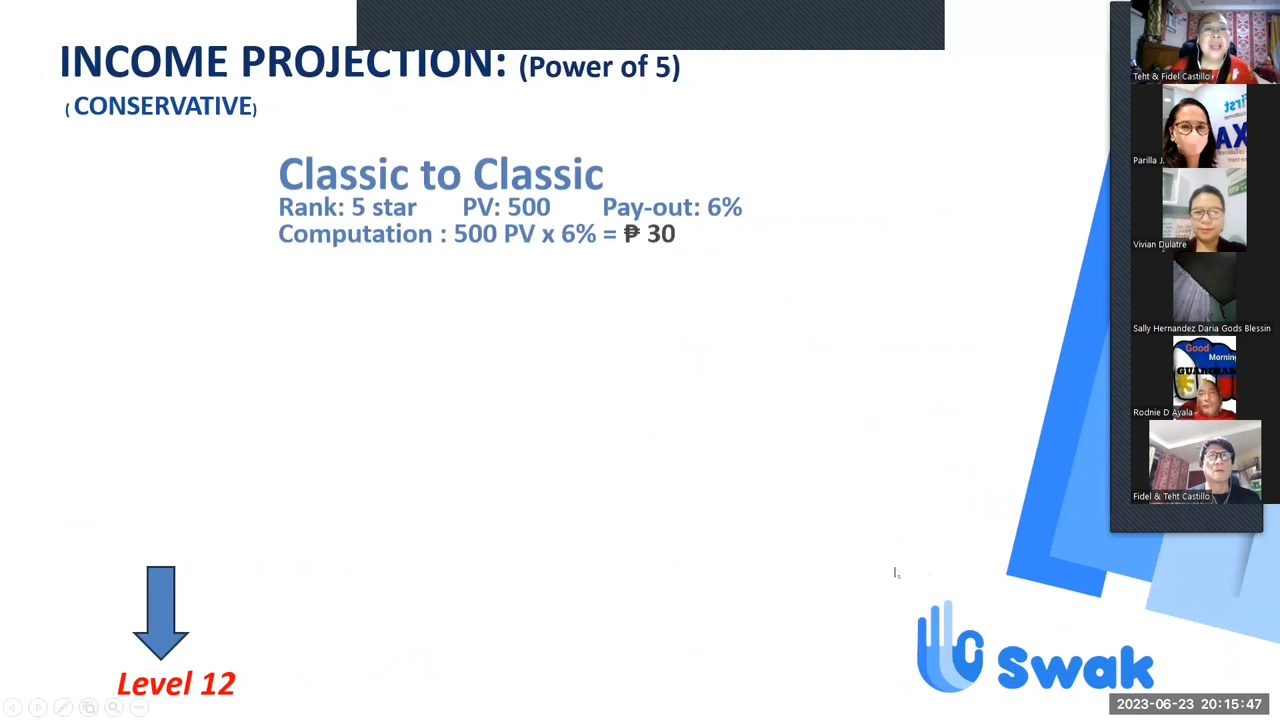 INCOME PROJECTION: (Power of 5)
( CONSERVATIVE)
Classic to Classic
Rank: 5 star PV: 500 Pay-out: 6%
Computation : 500 PV x 6% = ₱ 30
Level 12
Swak
Teht & Fidel Castillo
Parilla J.
Vivian Dulatre
Sally Hernandez Daria Gods Blessin
Good
Morning
Rodnie D Ayala
Fidel & Teht Castillo
2023-06-23 20:15:47